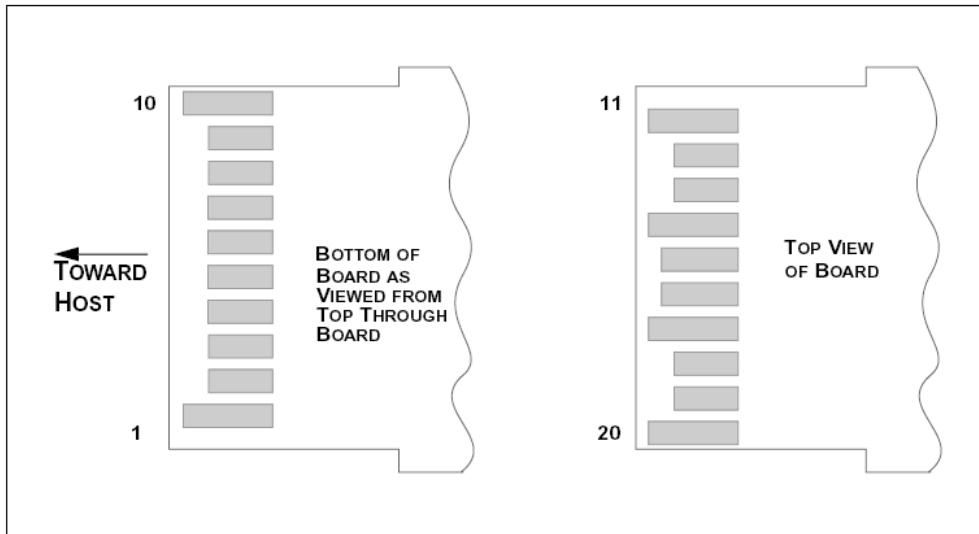 10
TOWARD
HOST
1
BOTTOM OF
BOARD AS
VIEWED FROM
TOP THROUGH
BOARD
11
TOP VIEW
OF BOARD
20